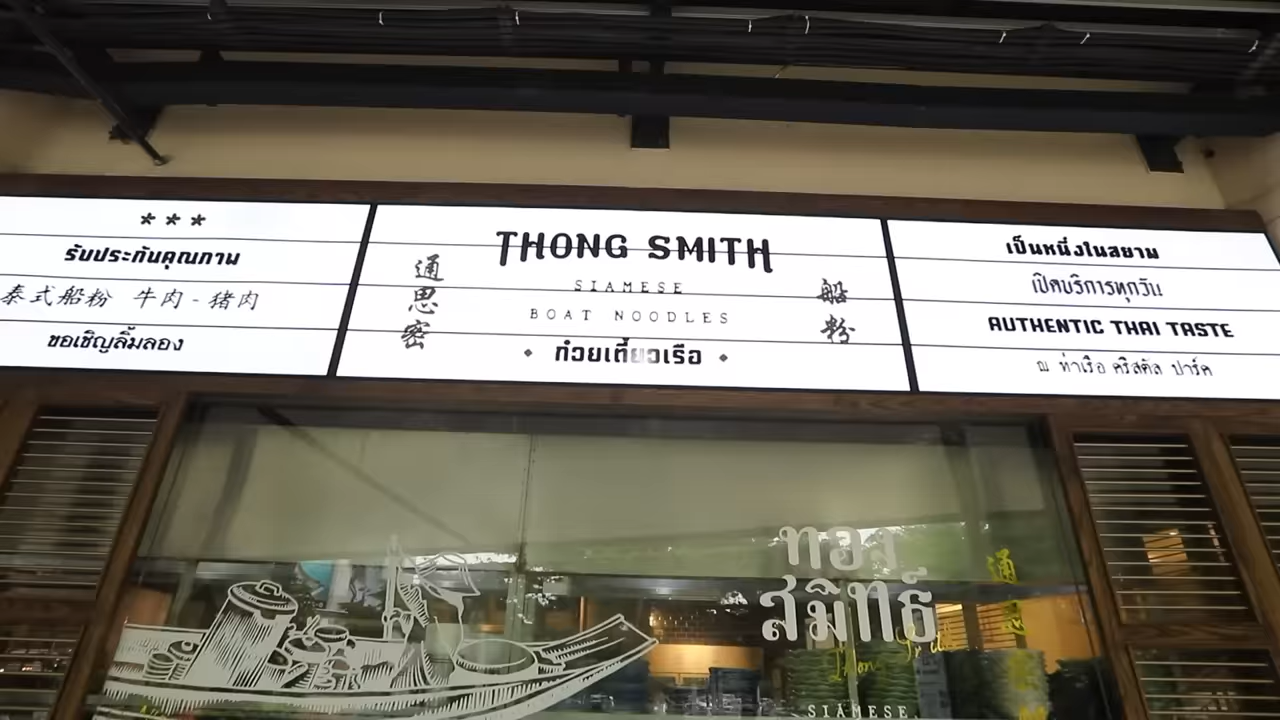 ***
รับประกันคุณภาพ
泰式船粉 牛肉-猪肉
ขอเชิญลิ้มลอง
THONG SMITH
通思密
SIAMESE
船粉
BOAT NOODLES
ก๋วยเตี๋ยวเรือ
เป็นหนึ่งในสยาม
เปิดบริการทุกวัน
AUTHENTIC THAI TASTE
ณ ท่าเรือ คริสตัล ปาร์ค
ทอง
สมิทธ์
通
SIAMESE